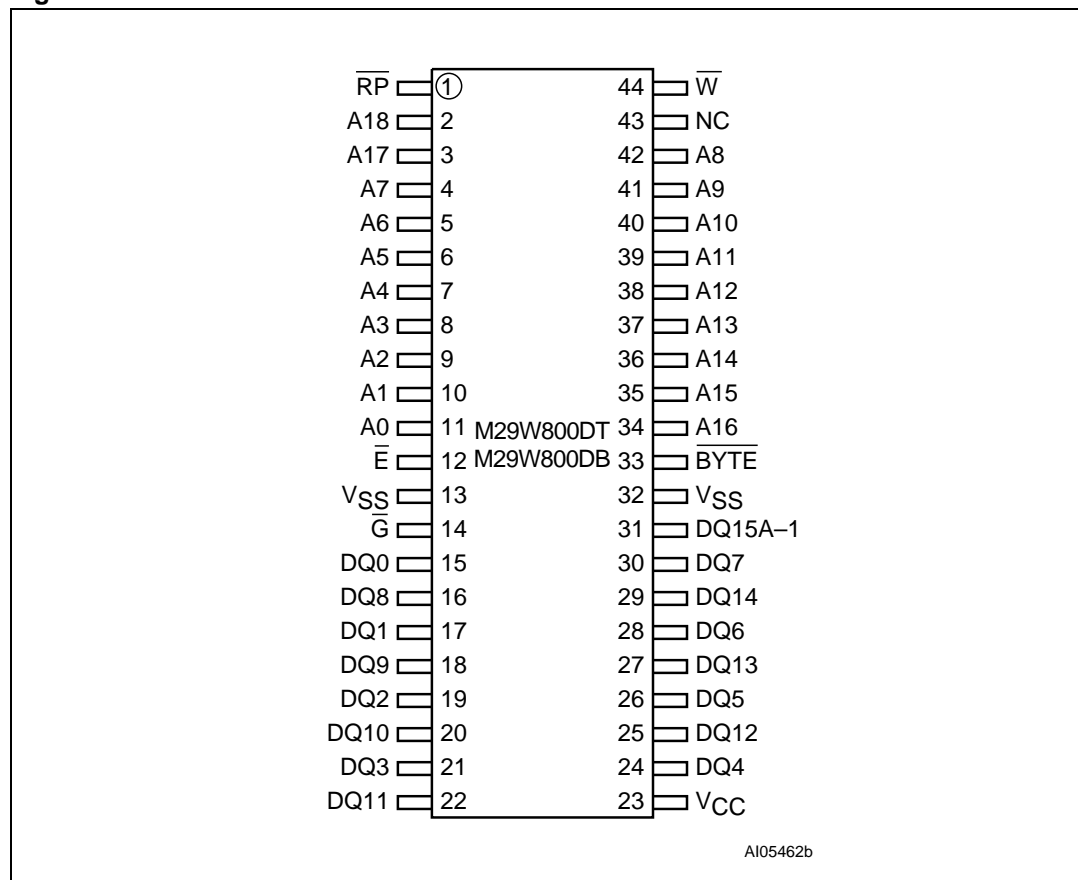 R̅P̅ 1 44 W̅
A18 2 43 NC
A17 3 42 A8
A7 4 41 A9
A6 5 40 A10
A5 6 39 A11
A4 7 38 A12
A3 8 37 A13
A2 9 36 A14
A1 10 35 A15
A0 11 M29W800DT 34 A16
E̅ 12 M29W800DB 33 B̅Y̅T̅E̅
VSS 13 32 VSS
G̅ 14 31 DQ15A–1
DQ0 15 30 DQ7
DQ8 16 29 DQ14
DQ1 17 28 DQ6
DQ9 18 27 DQ13
DQ2 19 26 DQ5
DQ10 20 25 DQ12
DQ3 21 24 DQ4
DQ11 22 23 VCC
AI05462b